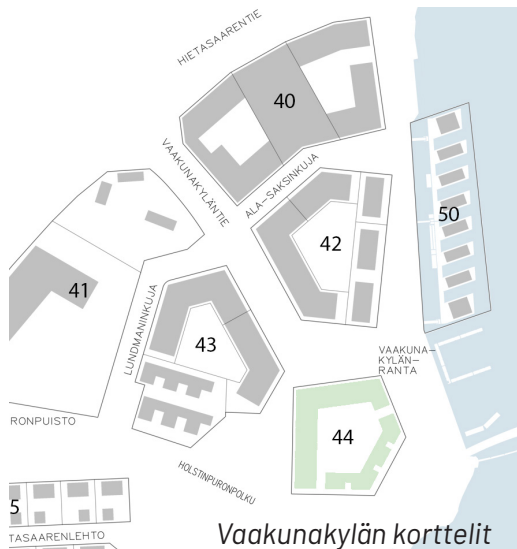 HIETASAARENTIE
40
VAAKUNAKYLÄNTIE
ALA-SAKSINKUJA
50
42
41
LUNDMANINKUJA
43
VAAKUNA-
KYLÄN-
RANTA
RONPUISTO
44
HOLSTINPURONPOLKU
5
TASAARENLEHTO
Vaakunakylän korttelit